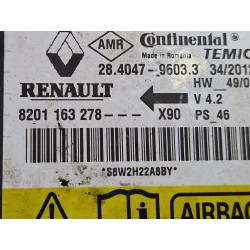 AMR Continental
Made in Romania TEMIC
28.4047-9603.3 34/2012
HW_49/0
RENAULT V 4.2
8201 163 278--- X90 PS_46
*S8W2H22A8BY*
AIRBAG